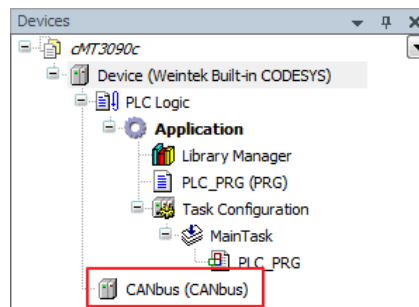 Devices
cMT3090c
Device (Weintek Built-in CODESYS)
PLC Logic
Application
Library Manager
PLC_PRG (PRG)
Task Configuration
MainTask
PLC_PRG
CANbus (CANbus)